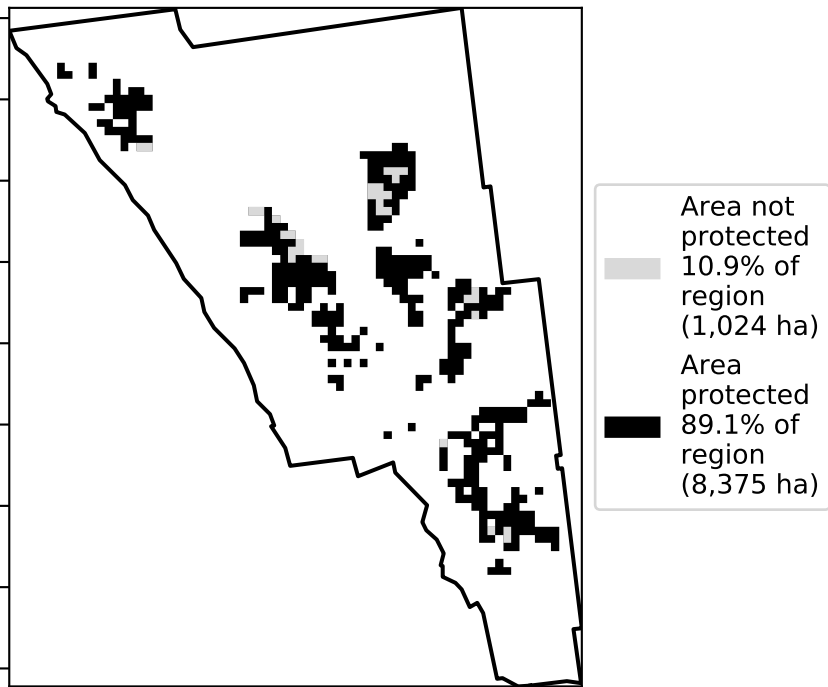 Area not
protected
10.9% of
region
(1,024 ha)
Area
protected
89.1% of
region
(8,375 ha)